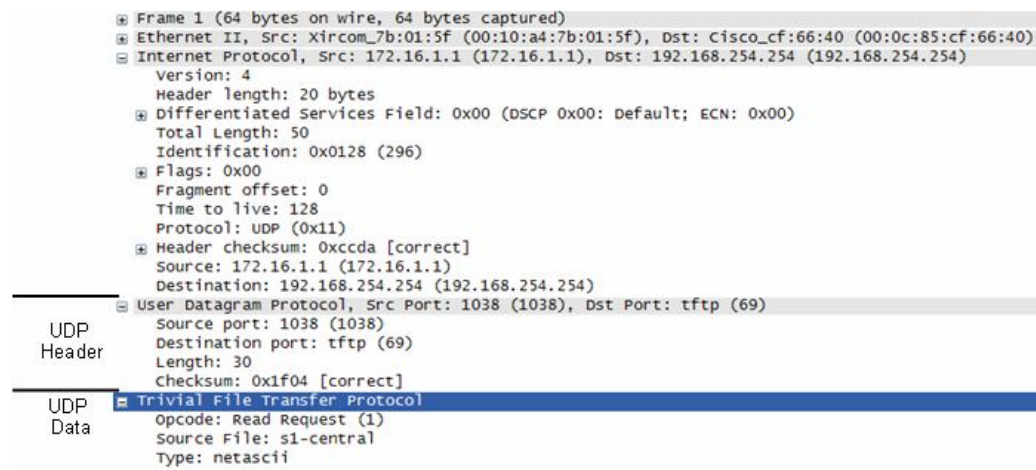 Frame 1 (64 bytes on wire, 64 bytes captured)
Ethernet II, Src: Xircom_7b:01:5f (00:10:a4:7b:01:5f), Dst: Cisco_cf:66:40 (00:0c:85:cf:66:40)
Internet Protocol, Src: 172.16.1.1 (172.16.1.1), Dst: 192.168.254.254 (192.168.254.254)
Version: 4
Header length: 20 bytes
Differentiated Services Field: 0x00 (DSCP 0x00: Default; ECN: 0x00)
Total Length: 50
Identification: 0x0128 (296)
Flags: 0x00
Fragment offset: 0
Time to live: 128
Protocol: UDP (0x11)
Header checksum: 0xccda [correct]
Source: 172.16.1.1 (172.16.1.1)
Destination: 192.168.254.254 (192.168.254.254)
User Datagram Protocol, Src Port: 1038 (1038), Dst Port: tftp (69)
UDP
Header
Source port: 1038 (1038)
Destination port: tftp (69)
Length: 30
Checksum: 0x1f04 [correct]
UDP
Data
Trivial File Transfer Protocol
Opcode: Read Request (1)
Source File: s1-central
Type: netascii